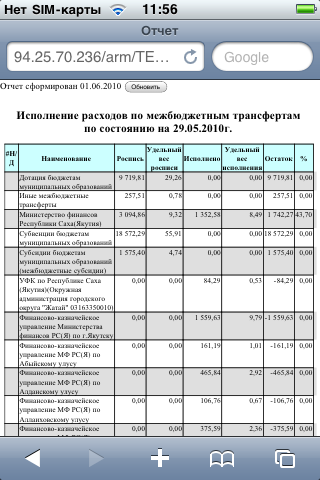 Нет SIM-карты 11:56
Отчет
94.25.70.236/arm/TE... Google
Отчет сформирован 01.06.2010 Обновить
Исполнение расходов по межбюджетным трансфертам
по состоянию на 29.05.2010г.
#Н/Д Наименование Роспись Удельный вес росписи Исполнено Удельный вес исполнения Остаток %
Дотация бюджетам муниципальных образований 9 719,81 29,26 0,00 0,00 9 719,81 0,00
Иные межбюджетные трансферты 257,51 0,78 0,00 0,00 257,51 0,00
Министерство финансов Республики Саха(Якутия) 3 094,86 9,32 1 352,58 8,49 1 742,27 43,70
Субвенции бюджетам муниципальных образований 18 572,29 55,91 0,00 0,00 18 572,29 0,00
Субсидии бюджетам муниципальных образований (межбюджетные субсидии) 1 575,40 4,74 0,00 0,00 1 575,40 0,00
УФК по Республике Саха (Якутия)(Окружная администрация городского округа "Жатай" 03163350010) 0,00 0,00 84,29 0,53 -84,29 0,00
Финансово-казначейское управление Министерства финансов РС(Я) по г.Якутску 0,00 0,00 1 559,63 9,79 -1 559,63 0,00
Финансово-казначейское управление МФ РС(Я) по Абыйскому улусу 0,00 0,00 161,19 1,01 -161,19 0,00
Финансово-казначейское управление МФ РС(Я) по Алданскому улусу 0,00 0,00 465,84 2,92 -465,84 0,00
Финансово-казначейское управление МФ РС(Я) по Аллаиховскому улусу 0,00 0,00 106,76 0,67 -106,76 0,00
Финансово-казначейское 0,00 0,00 375,59 2,36 -375,59 0,00